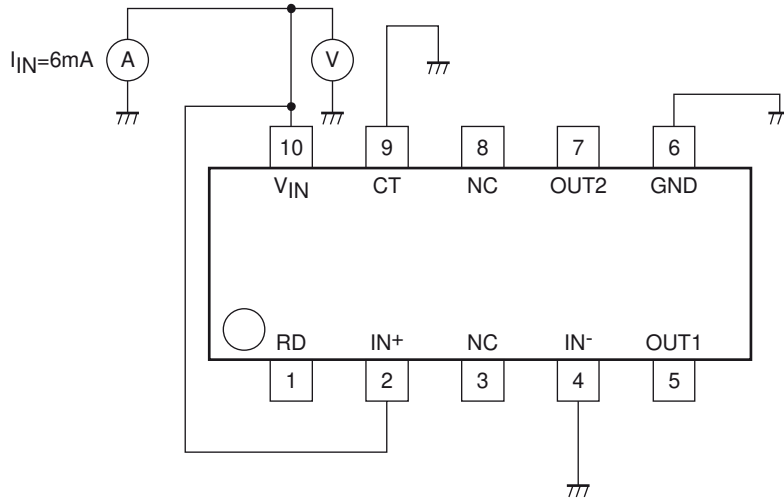 I_IN=6mA A V
10 9 8 7 6
V_IN CT NC OUT2 GND
RD IN+ NC IN- OUT1
1 2 3 4 5